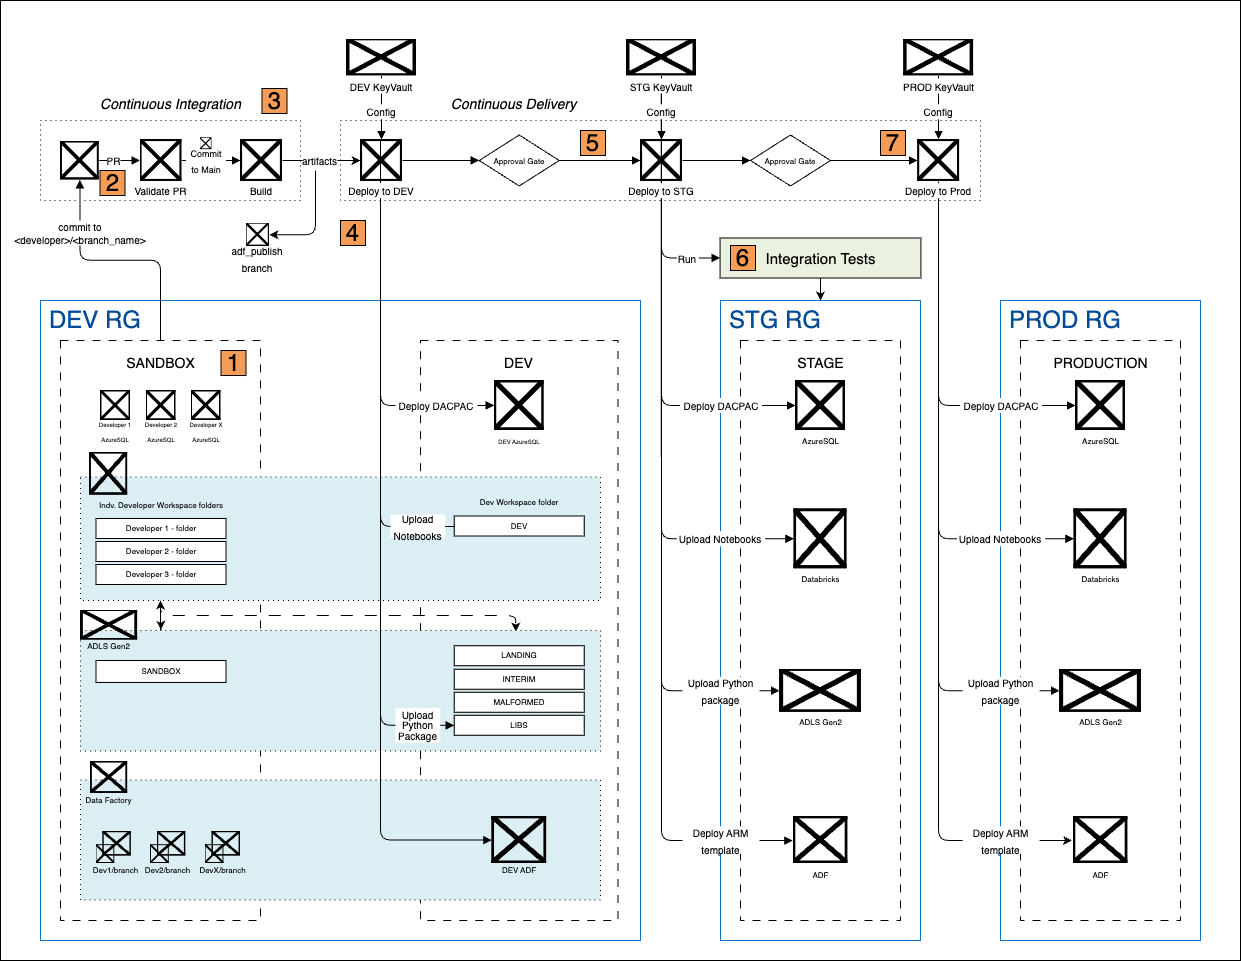 DEV KeyVault
STG KeyVault
PROD KeyVault
Continuous Integration
3
Continuous Delivery
Config
Config
Config
PR
2
Validate PR
Commit
to Main
Build
artifacts
Deploy to DEV
Approval Gate
5
Deploy to STG
Approval Gate
7
Deploy to Prod
commit to
<developer>/<branch_name>
adf_publish
branch
4
Run
6
Integration Tests
DEV RG
STG RG
PROD RG
SANDBOX
1
DEV
STAGE
PRODUCTION
Developer 1
AzureSQL
Developer 2
AzureSQL
Developer X
AzureSQL
Deploy DACPAC
DEV AzureSQL
Deploy DACPAC
AzureSQL
Deploy DACPAC
AzureSQL
Indv. Developer Workspace folders
Developer 1 - folder
Developer 2 - folder
Developer 3 - folder
Dev Workspace folder
Upload
Notebooks
DEV
Upload Notebooks
Databricks
Upload Notebooks
Databricks
ADLS Gen2
SANDBOX
LANDING
INTERIM
MALFORMED
LIBS
Upload
Python
Package
Upload Python
package
ADLS Gen2
Upload Python
package
ADLS Gen2
Data Factory
Dev1/branch
Dev2/branch
DevX/branch
DEV ADF
Deploy ARM
template
ADF
Deploy ARM
template
ADF